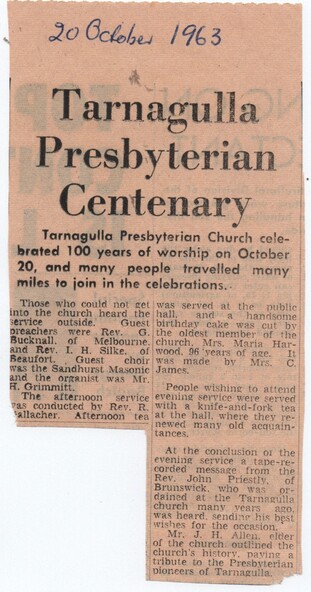 20 October 1963
Tarnagulla
Presbyterian
Centenary
Tarnagulla Presbyterian Church cele-
brated 100 years of worship on October
20, and many people travelled many
miles to join in the celebrations.
Those who could not get
into the church heard the
service outside. Guest
preachers were Rev. G.
Bucknall, of Melbourne,
and Rev. I. H. Silke, of
Beaufort. Guest choir
was the Sandhurst Masonic
and the organist was Mr.
H. Grimmitt.
The afternoon service
was conducted by Rev. R.
Gallacher. Afternoon tea
was served at the public
hall, and a handsome
birthday cake was cut by
the oldest member of the
church, Mrs. Maria Har-
wood, 96 years of age. It
was made by Mrs. C.
James.
People wishing to attend
evening service were served
with a knife-and-fork tea
at the hall, where they re-
newed many old acquain-
tances.
At the conclusion of the
evening service a tape-re-
corded message from the
Rev. John Priestly, of
Brunswick, who was or-
dained at the Tarnagulla
church many years ago,
was heard, sending his best
wishes for the occasion.
Mr. J. H. Allen, elder
of the church outlined the
church's history, paying a
tribute to the Presbyterian
pioneers of Tarnagulla.